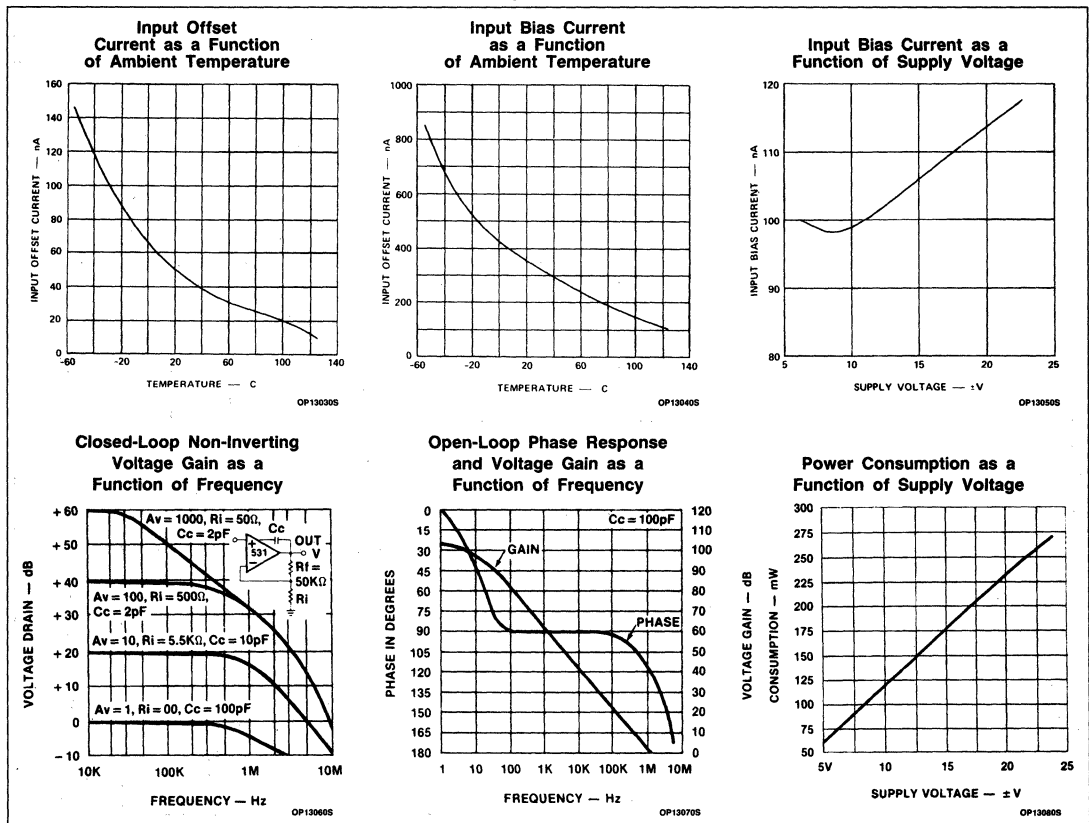 Input Offset
Current as a Function
of Ambient Temperature
INPUT OFFSET CURRENT — nA
160
140
120
100
80
60
40
20
0
-60
-20
20
60
100
140
TEMPERATURE — C
OP13030S
Input Bias Current
as a Function
of Ambient Temperature
INPUT OFFSET CURRENT — nA
1000
800
600
400
200
0
-60
-20
20
60
100
140
TEMPERATURE — C
OP13040S
Input Bias Current as a
Function of Supply Voltage
INPUT BIAS CURRENT — nA
120
110
100
90
80
5
10
15
20
25
SUPPLY VOLTAGE — ±V
OP13050S
Closed-Loop Non-Inverting
Voltage Gain as a
Function of Frequency
VOLTAGE DRAIN — dB
+60
+50
+40
+30
+20
+10
0
-10
Av = 1000, Ri = 50Ω,
Cc = 2pF
Cc
OUT
V
+
531
−
Rf =
50KΩ
Ri
Av = 100, Ri = 500Ω,
Cc = 2pF
Av = 10, Ri = 5.5KΩ, Cc = 10pF
Av = 1, Ri = 00, Cc = 100pF
10K
100K
1M
10M
FREQUENCY — Hz
OP13060S
Open-Loop Phase Response
and Voltage Gain as a
Function of Frequency
PHASE IN DEGREES
0
15
30
45
60
75
90
105
120
135
150
165
180
Cc = 100pF
GAIN
PHASE
120
110
100
90
80
70
60
50
40
30
20
10
0
VOLTAGE GAIN — dB
1
10
100
1K
10K
100K
1M
10M
FREQUENCY — Hz
OP13070S
Power Consumption as a
Function of Supply Voltage
CONSUMPTION — mW
300
275
250
225
175
150
125
100
75
50
5V
10
15
20
25
SUPPLY VOLTAGE — ± V
OP13080S